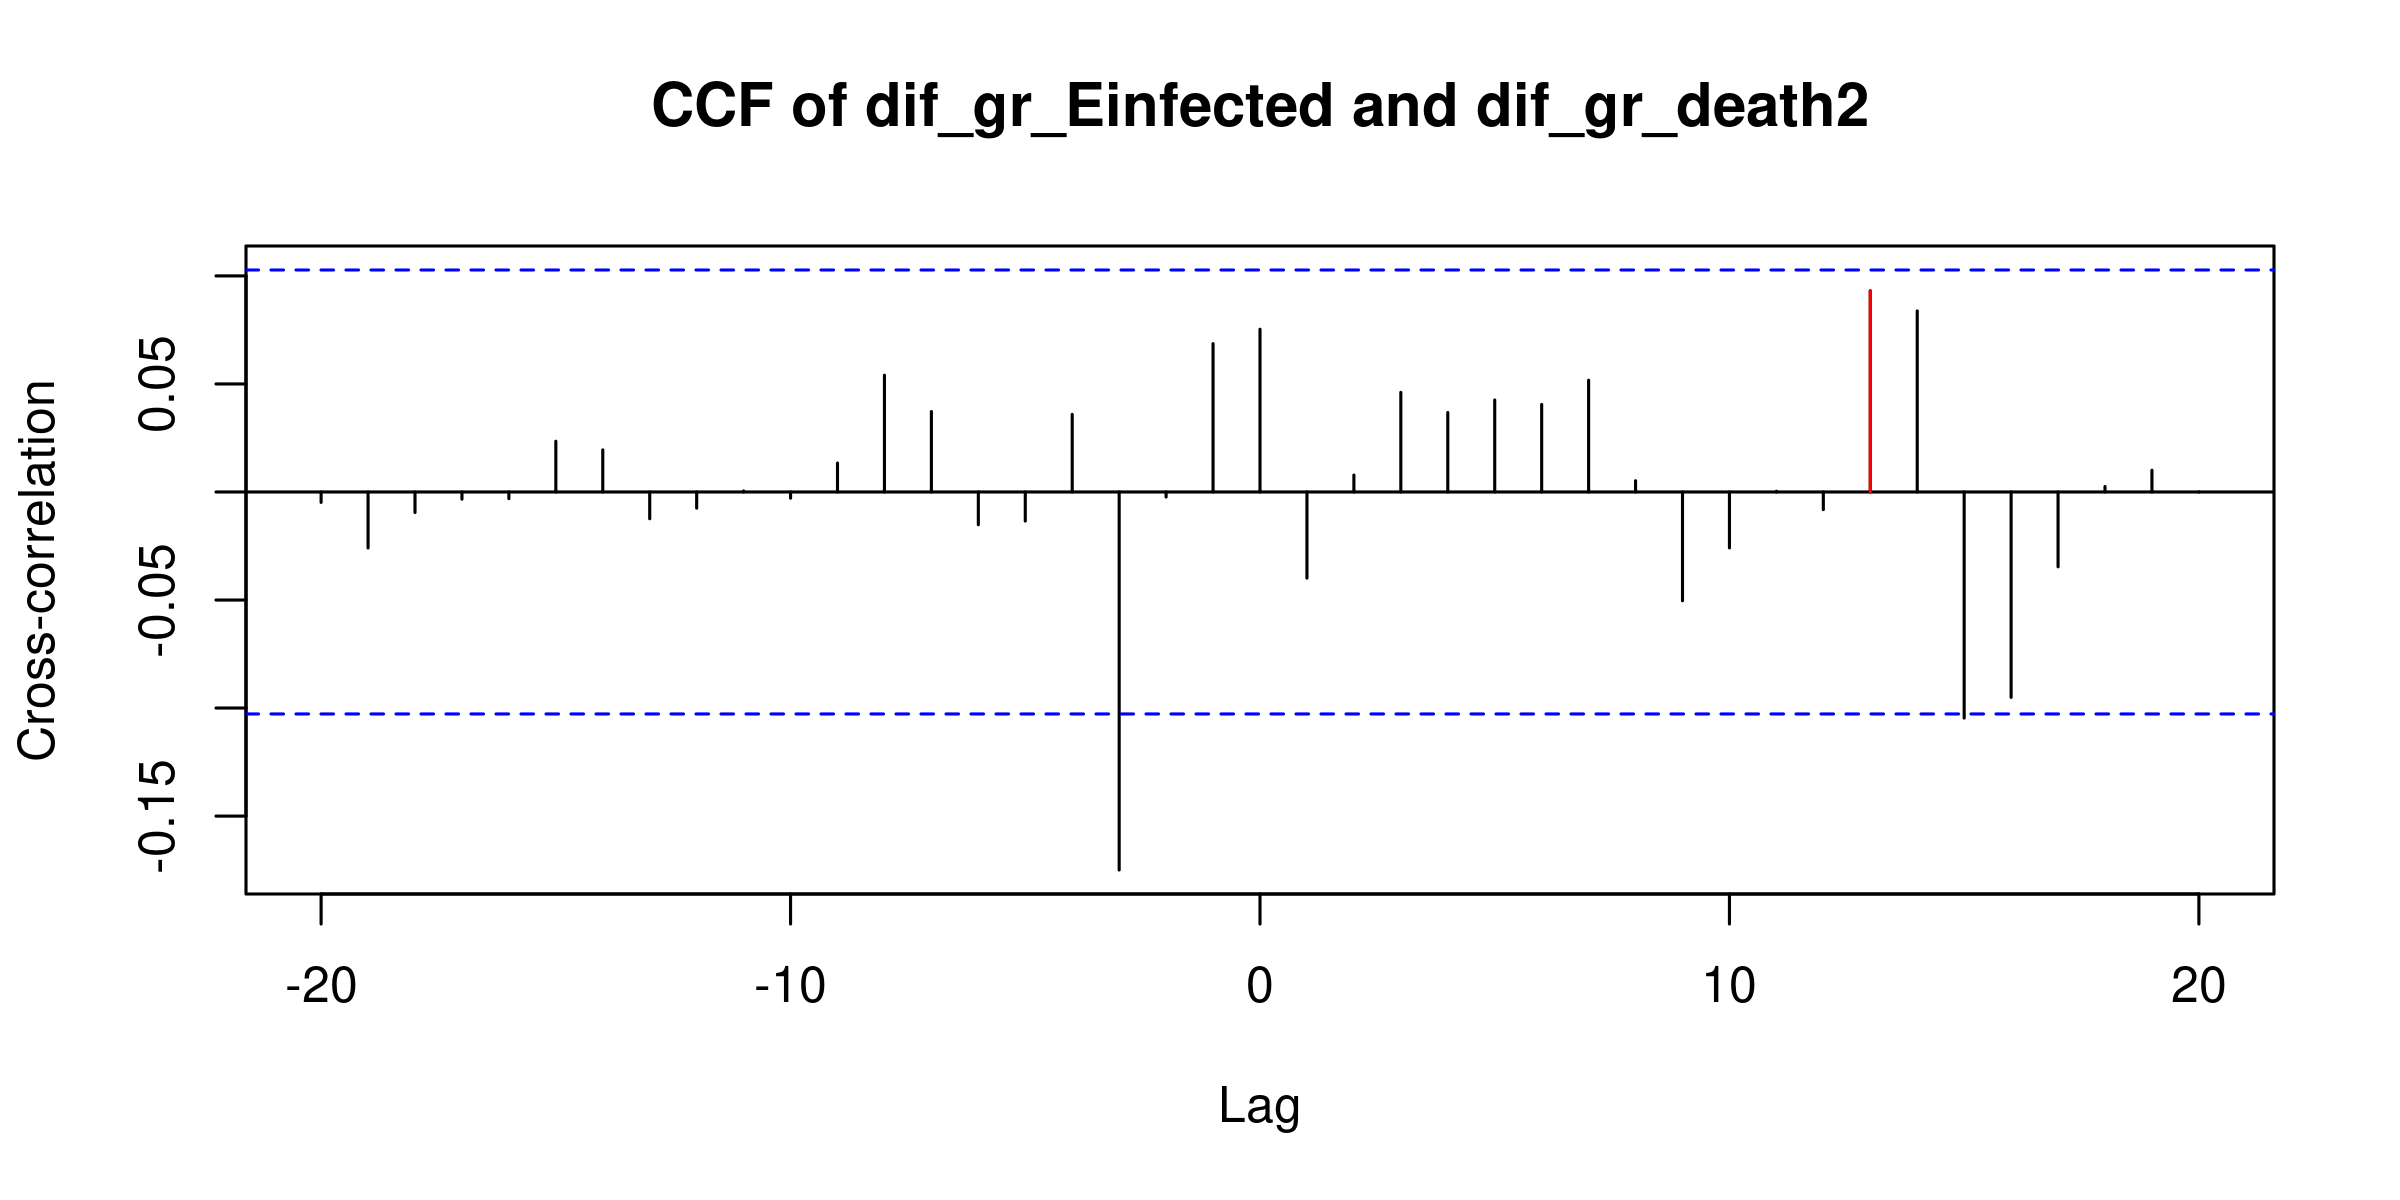 CCF of dif_gr_Einfected and dif_gr_death2
Cross-correlation
0.05
-0.05
-0.15
-20 -10 0 10 20
Lag